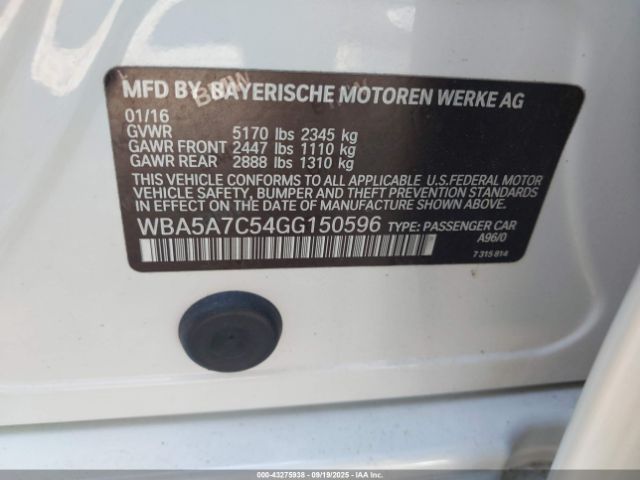 MFD BY BAYERISCHE MOTOREN WERKE AG
01/16
GVWR 5170 lbs 2345 kg
GAWR FRONT 2447 lbs 1110 kg
GAWR REAR 2888 lbs 1310 kg
THIS VEHICLE CONFORMS TO ALL APPLICABLE U.S.FEDERAL MOTOR
VEHICLE SAFETY, BUMPER AND THEFT PREVENTION STANDARDS
IN EFFECT ON THE DATE OF MANUFACTURE SHOWN ABOVE.
WBA5A7C54GG150596 TYPE: PASSENGER CAR
A96/0
7 315 814
000-43275938 - 09/19/2025 - IAAI.COM